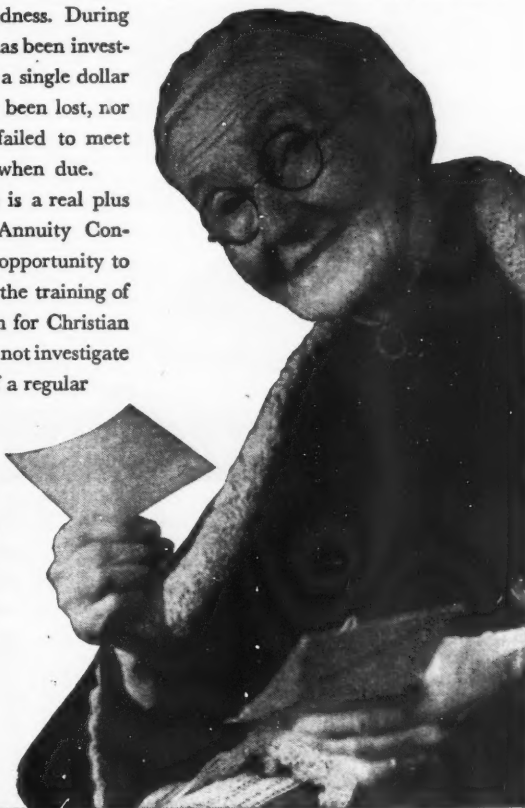 dness. During
as been invest-
a single dollar
been lost, nor
failed to meet
when due.
is a real plus
Annuity Con-
opportunity to
the training of
n for Christian
not investigate
f a regular